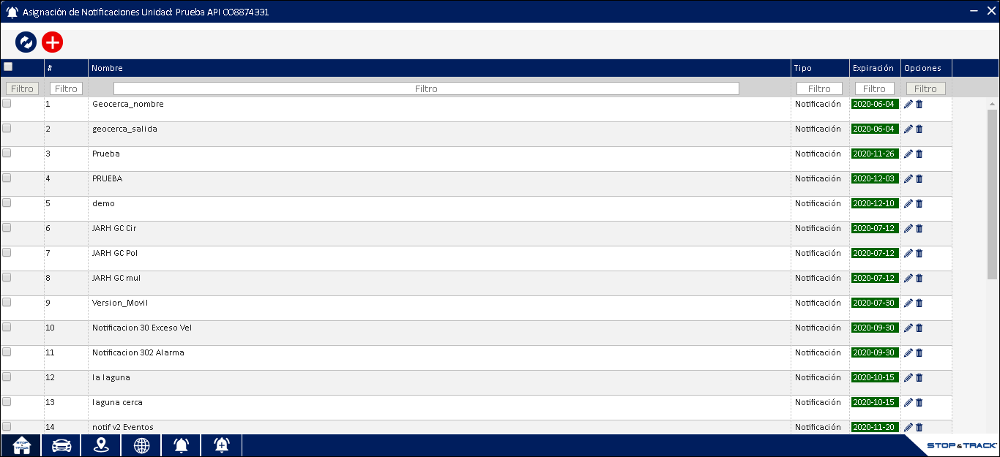 Asignación de Notificaciones Unidad: Prueba API 008874331
# Nombre Tipo Expiración Opciones
Filtro Filtro Filtro Filtro Filtro Filtro
1 Geocerca_nombre Notificación 2020-06-04
2 geocerca_salida Notificación 2020-06-04
3 Prueba Notificación 2020-11-26
4 PRUEBA Notificación 2020-12-03
5 demo Notificación 2020-12-10
6 JARH GC Cir Notificación 2020-07-12
7 JARH GC Pol Notificación 2020-07-12
8 JARH GC mul Notificación 2020-07-12
9 Version_Movil Notificación 2020-07-30
10 Notificacion 30 Exceso Vel Notificación 2020-09-30
11 Notificacion 302 Alarma Notificación 2020-09-30
12 la laguna Notificación 2020-10-15
13 laguna cerca Notificación 2020-10-15
14 notif v2 Eventos Notificación 2020-11-20
STOP &
TRACK
STOP & TRACK